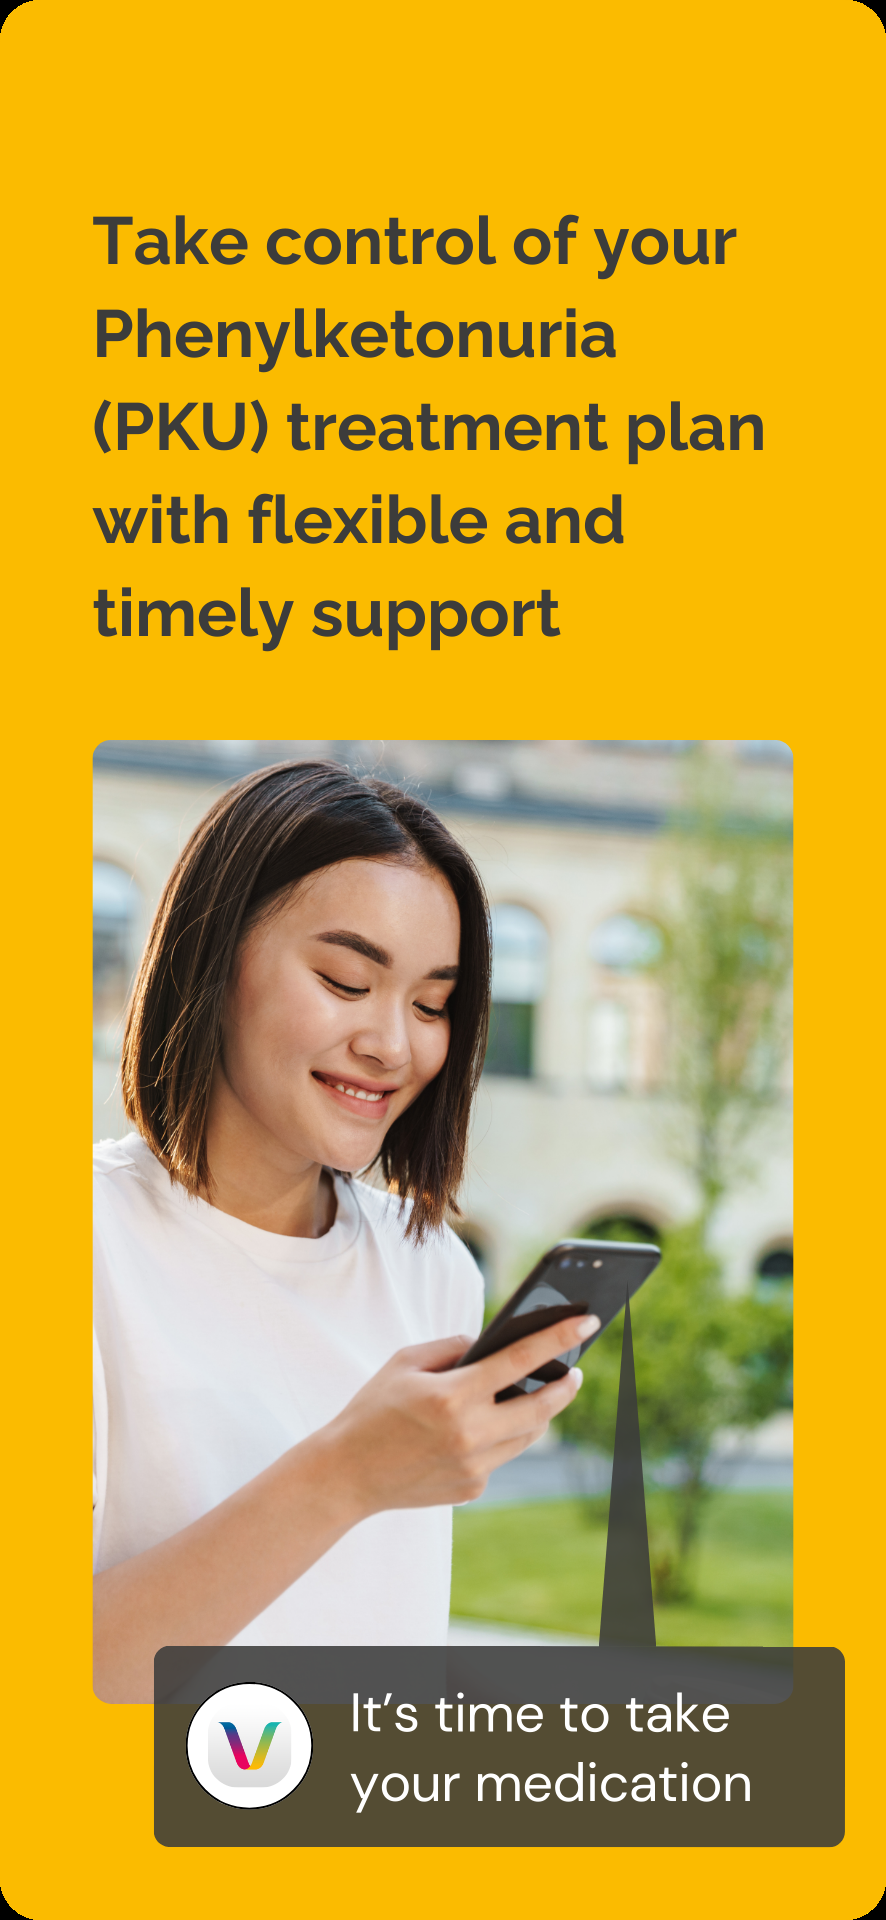 Take control of your
Phenylketonuria
(PKU) treatment plan
with flexible and
timely support
It’s time to take
your medication